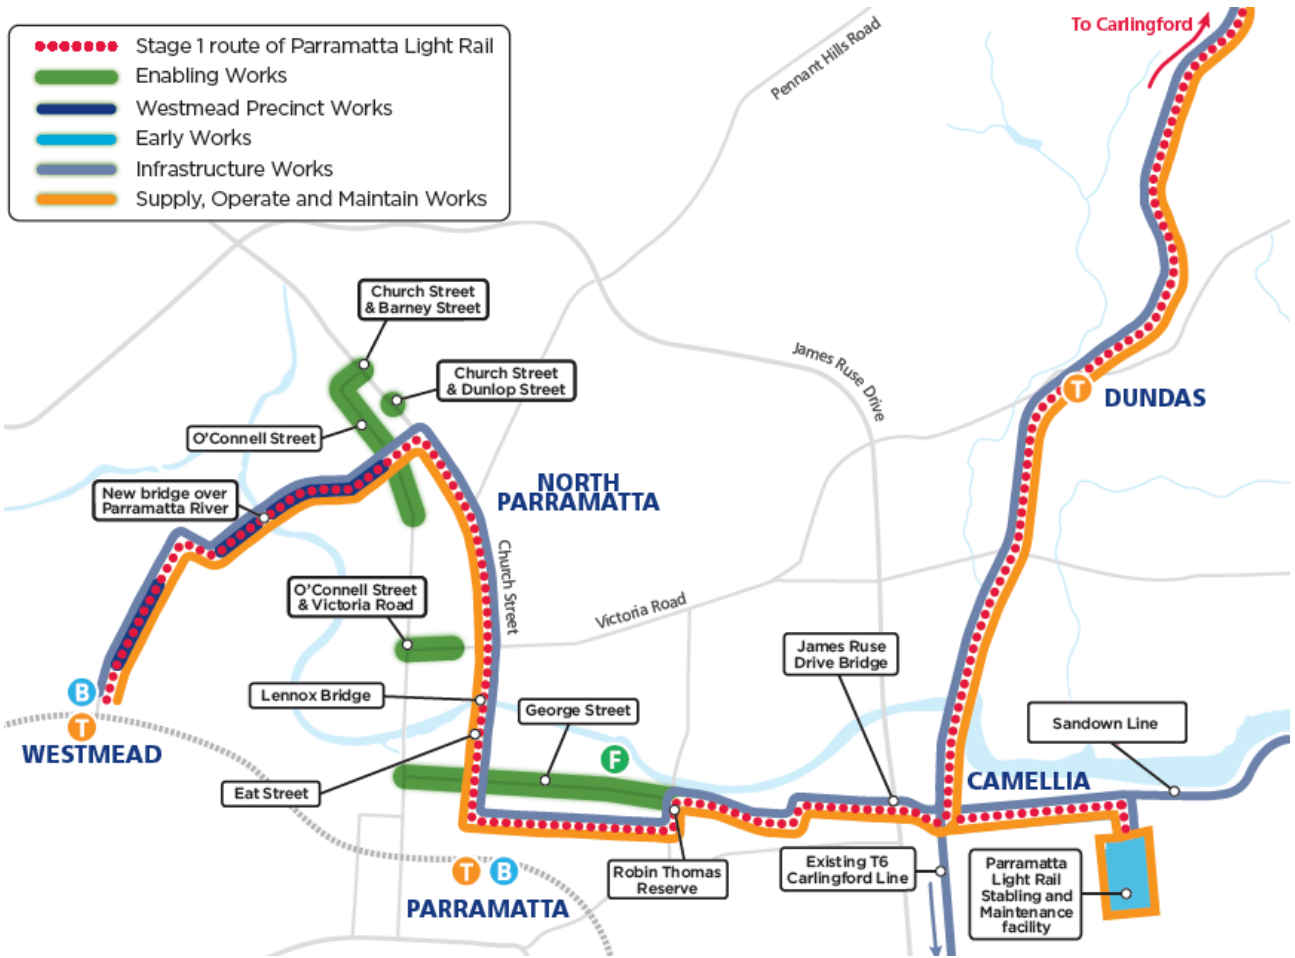 Stage 1 route of Parramatta Light Rail
Enabling Works
Westmead Precinct Works
Early Works
Infrastructure Works
Supply, Operate and Maintain Works
To Carlingford
Pennant Hills Road
Church Street
& Barney Street
Church Street
& Dunlop Street
James Ruse Drive
T
DUNDAS
O'Connell Street
New bridge over
Parramatta River
NORTH
PARRAMATTA
Church Street
O'Connell Street
& Victoria Road
Victoria Road
James Ruse
Drive Bridge
B
T
WESTMEAD
Lennox Bridge
George Street
Sandown Line
F
Eat Street
CAMELLIA
T B
PARRAMATTA
Robin Thomas
Reserve
Existing T6
Carlingford Line
Parramatta
Light Rail
Stabling and
Maintenance
facility